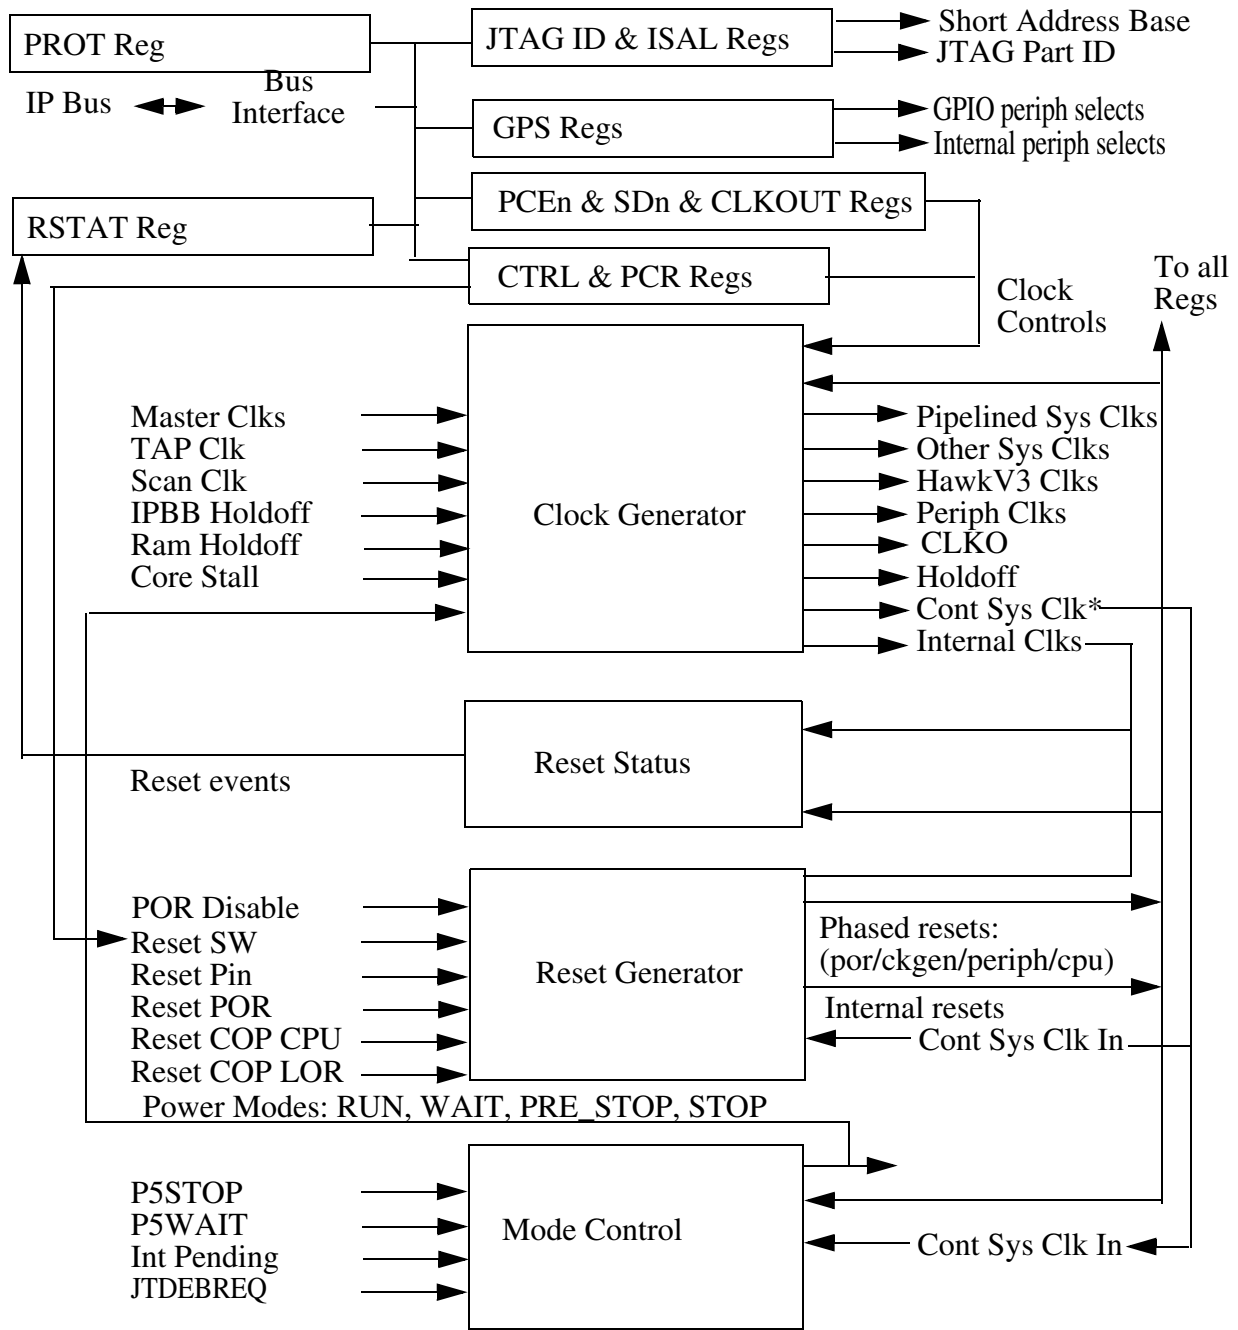 PROT Reg
JTAG ID & ISAL Regs
Short Address Base
JTAG Part ID
IP Bus
Bus
Interface
GPS Regs
GPIO periph selects
Internal periph selects
RSTAT Reg
PCEn & SDn & CLKOUT Regs
CTRL & PCR Regs
Clock
Controls
To all
Regs
Master Clks
TAP Clk
Scan Clk
IPBB Holdoff
Ram Holdoff
Core Stall
Clock Generator
Pipelined Sys Clks
Other Sys Clks
HawkV3 Clks
Periph Clks
CLKO
Holdoff
Cont Sys Clk*
Internal Clks
Reset Status
Reset events
POR Disable
Reset SW
Reset Pin
Reset POR
Reset COP CPU
Reset COP LOR
Reset Generator
Phased resets:
(por/ckgen/periph/cpu)
Internal resets
Cont Sys Clk In
Power Modes: RUN, WAIT, PRE_STOP, STOP
P5STOP
P5WAIT
Int Pending
JTDEBREQ
Mode Control
Cont Sys Clk In